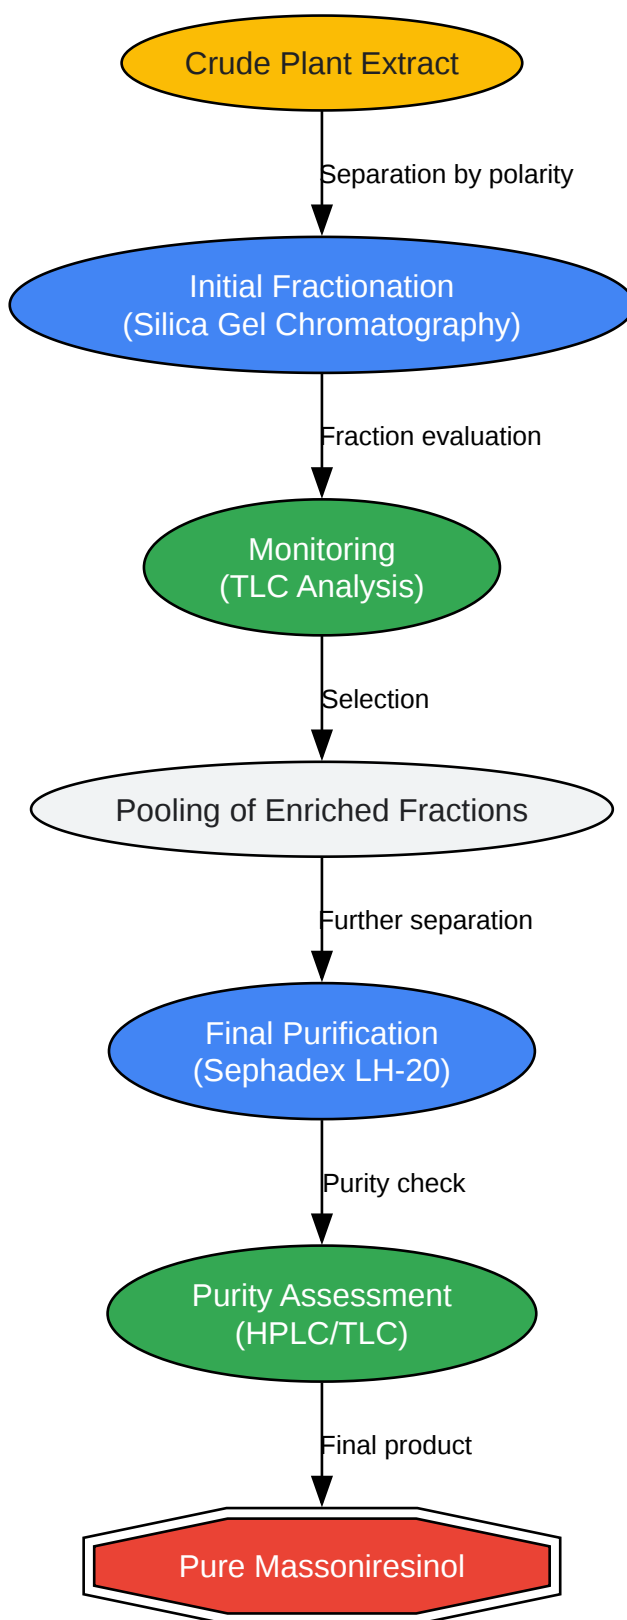 Crude Plant Extract
Separation by polarity
Initial Fractionation
(Silica Gel Chromatography)
Fraction evaluation
Monitoring
(TLC Analysis)
Selection
Pooling of Enriched Fractions
Further separation
Final Purification
(Sephadex LH-20)
Purity check
Purity Assessment
(HPLC/TLC)
Final product
Pure Massoniresinol